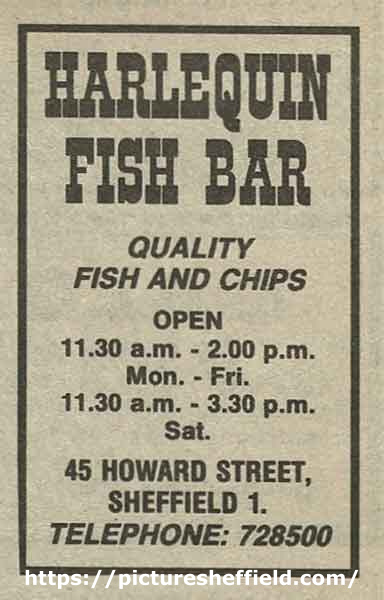 HARLEQUIN
FISH BAR
QUALITY
FISH AND CHIPS
OPEN
11.30 a.m. - 2.00 p.m.
Mon. - Fri.
11.30 a.m. - 3.30 p.m.
Sat.
45 HOWARD STREET,
SHEFFIELD 1.
TELEPHONE: 728500
https://picturesheffield.com/